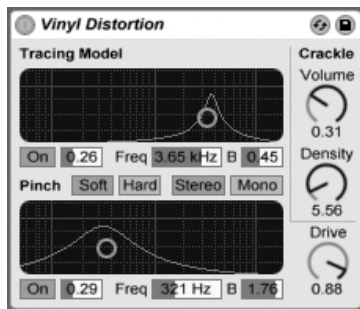 Vinyl Distortion
Tracing Model
Crackle
Volume
0.31
On 0.26 Freq 3.65 kHz B 0.45
Density
5.56
Pinch Soft Hard Stereo Mono
Drive
0.88
On 0.29 Freq 321 Hz B 1.76